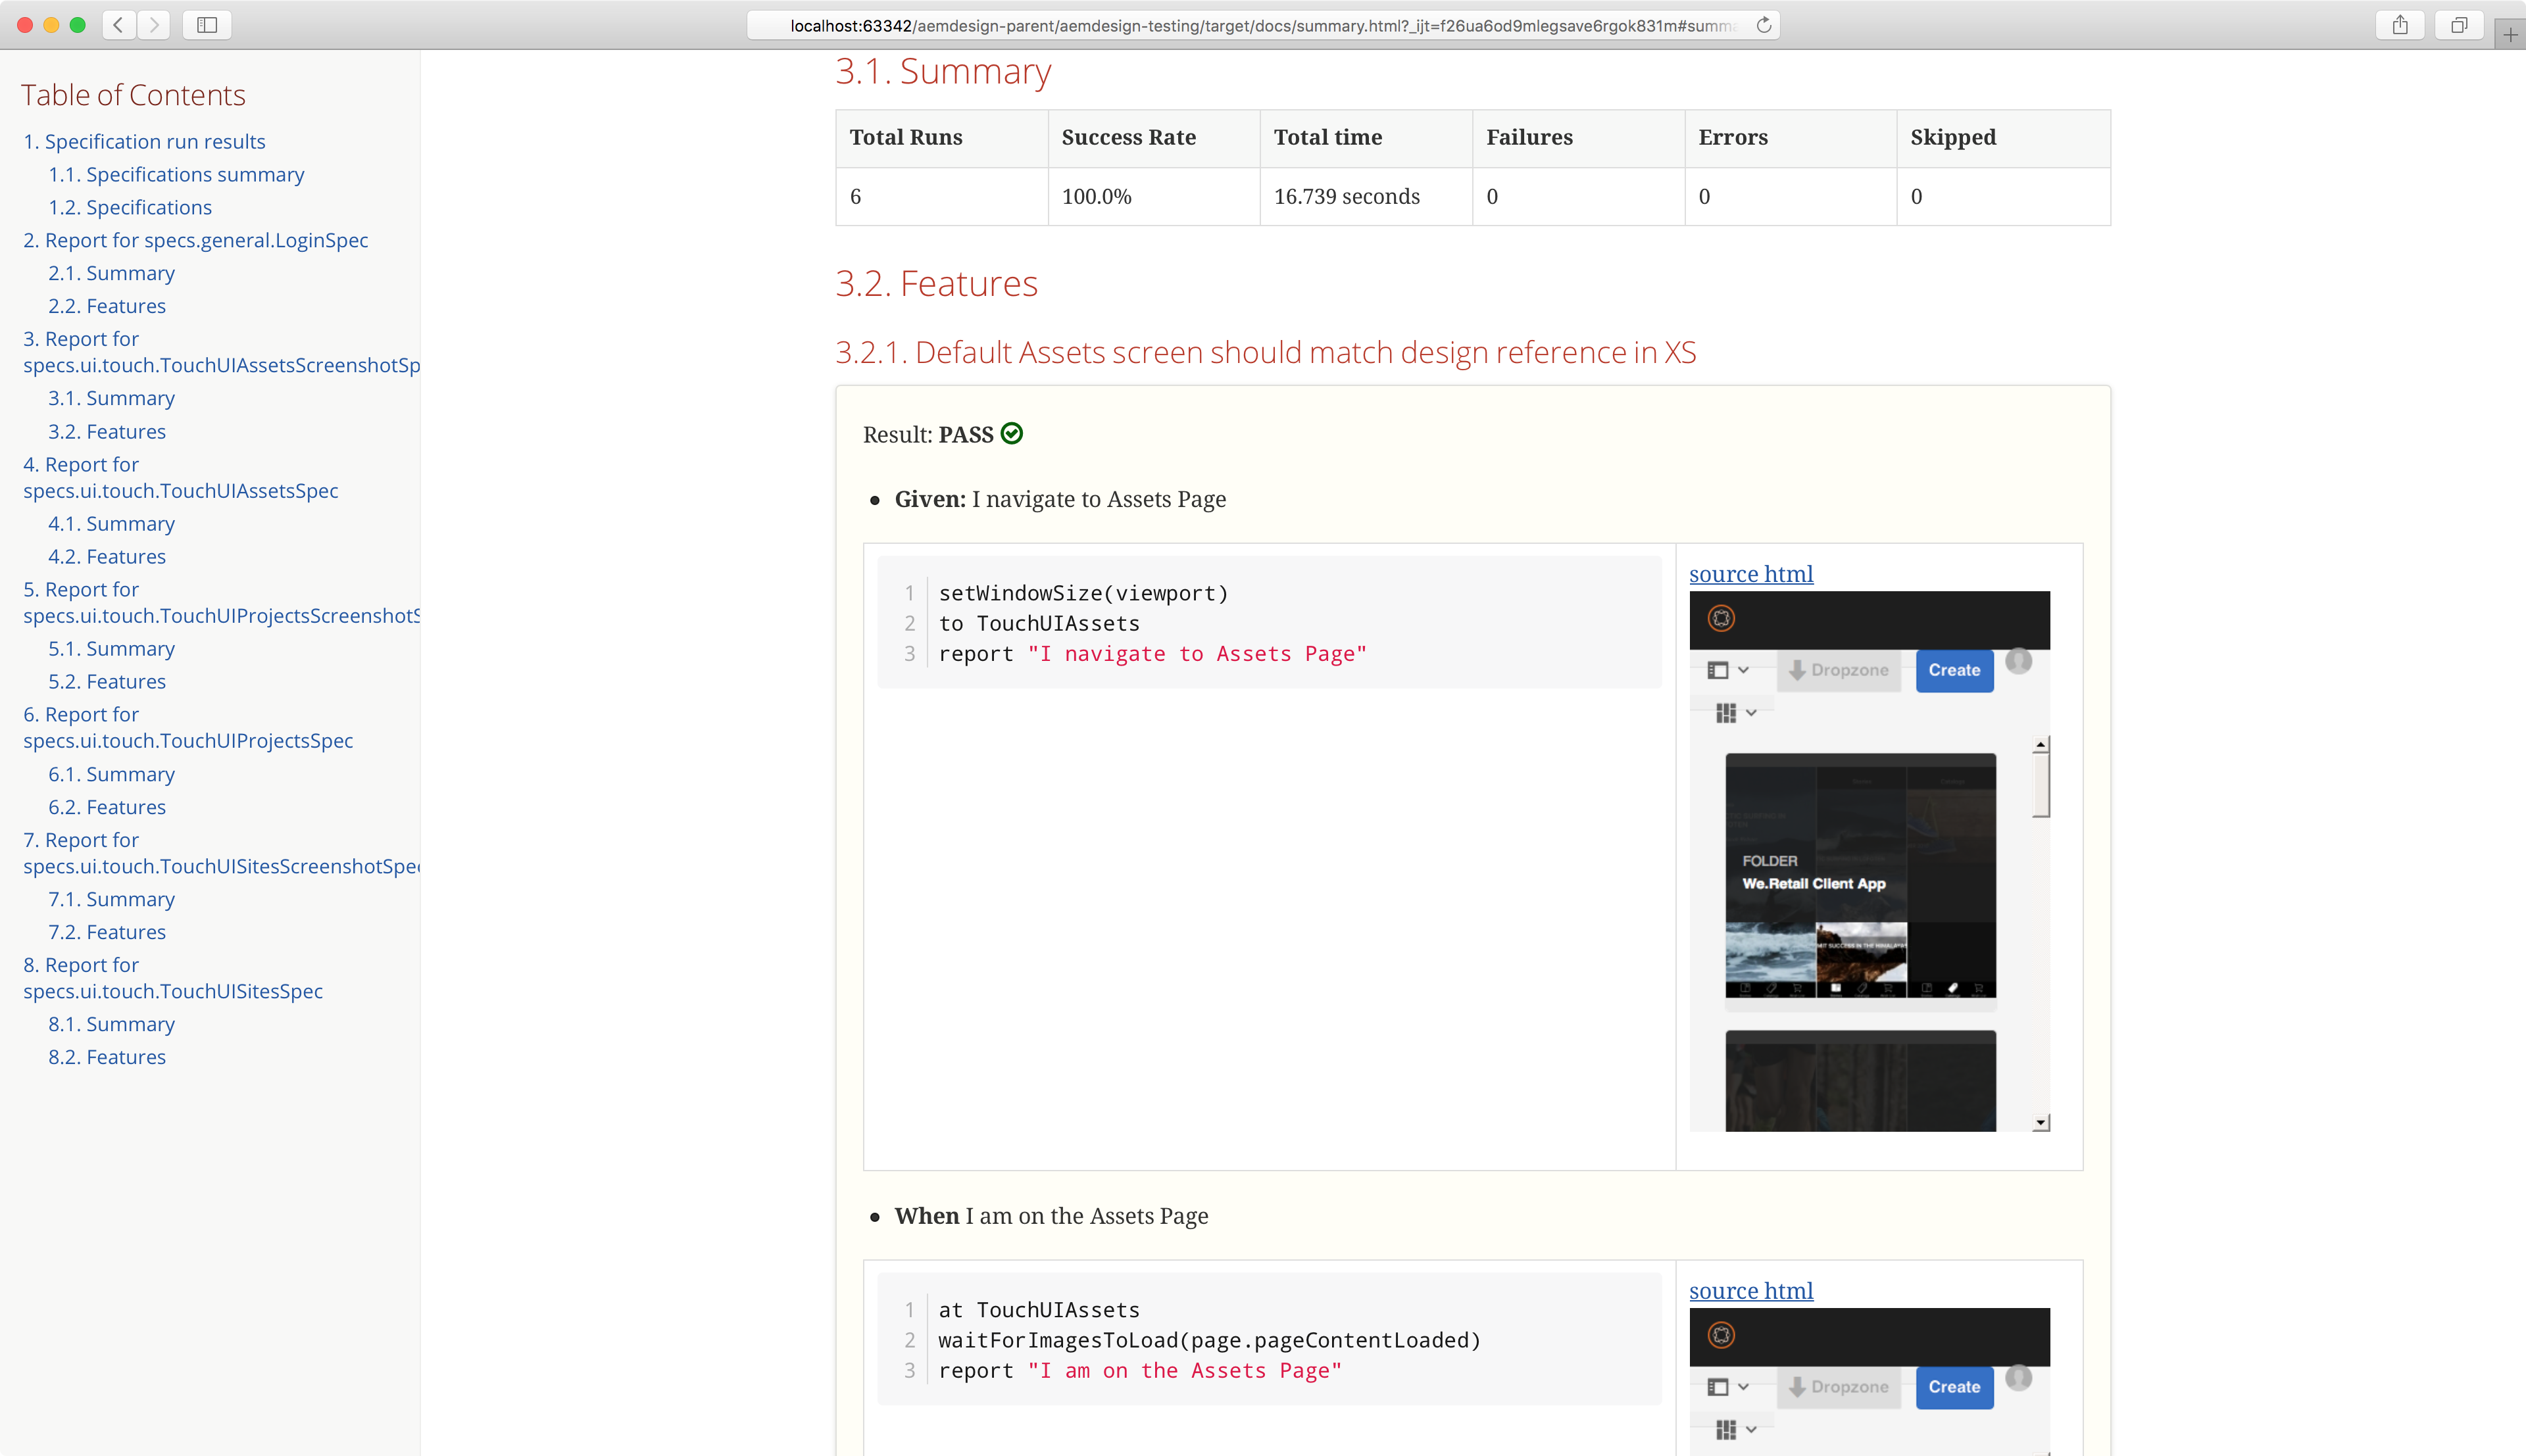 localhost:63342/aemdesign-parent/aemdesign-testing/target/docs/summary.html?_ijt=f26ua6od9mlegsave6rgok831m#summ
Table of Contents
1. Specification run results
1.1. Specifications summary
1.2. Specifications
2. Report for specs.general.LoginSpec
2.1. Summary
2.2. Features
3. Report for
specs.ui.touch.TouchUIAssetsScreenshotSp
3.1. Summary
3.2. Features
4. Report for
specs.ui.touch.TouchUIAssetsSpec
4.1. Summary
4.2. Features
5. Report for
specs.ui.touch.TouchUIProjectsScreenshotS
5.1. Summary
5.2. Features
6. Report for
specs.ui.touch.TouchUIProjectsSpec
6.1. Summary
6.2. Features
7. Report for
specs.ui.touch.TouchUISitesScreenshotSpe
7.1. Summary
7.2. Features
8. Report for
specs.ui.touch.TouchUISitesSpec
8.1. Summary
8.2. Features
3.1. Summary
Total Runs Success Rate Total time Failures Errors Skipped
6 100.0% 16.739 seconds 0 0 0
3.2. Features
3.2.1. Default Assets screen should match design reference in XS
Result: PASS
• Given: I navigate to Assets Page
1 setWindowSize(viewport)
2 to TouchUIAssets
3 report "I navigate to Assets Page"
source html
Dropzone Create
FOLDER
We.Retail Client App
SUCCESS IN THE HIMALAYA
• When I am on the Assets Page
1 at TouchUIAssets
2 waitForImagesToLoad(page.pageContentLoaded)
3 report "I am on the Assets Page"
source html
Dropzone Create